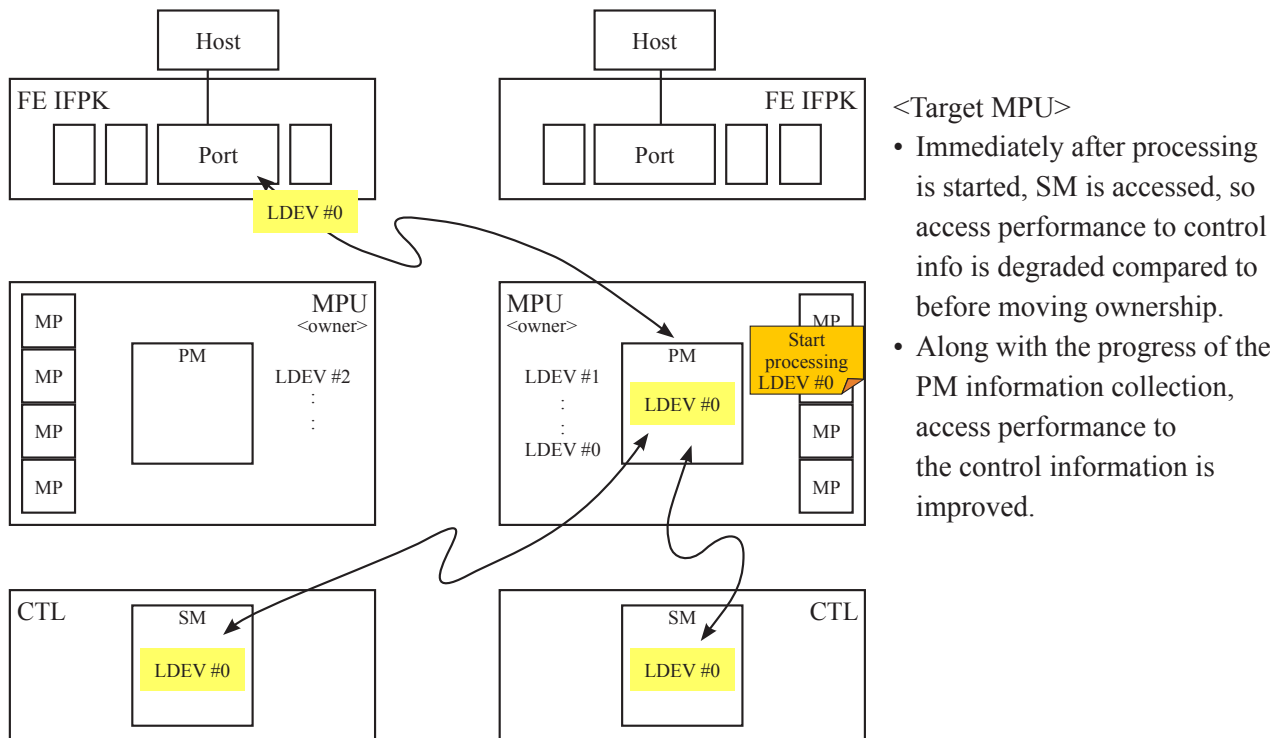 Host
Host
FE IFPK
FE IFPK
Port
Port
LDEV #0
<Target MPU>
• Immediately after processing
is started, SM is accessed, so
access performance to control
info is degraded compared to
before moving ownership.
• Along with the progress of the
PM information collection,
access performance to
the control information is
improved.
MPU
<owner>
MP
MP
MP
MP
PM
LDEV #2
:
:
MPU
<owner>
LDEV #1
:
:
LDEV #0
PM
LDEV #0
MP
Start
processing
LDEV #0
MP
MP
CTL
SM
LDEV #0
CTL
SM
LDEV #0